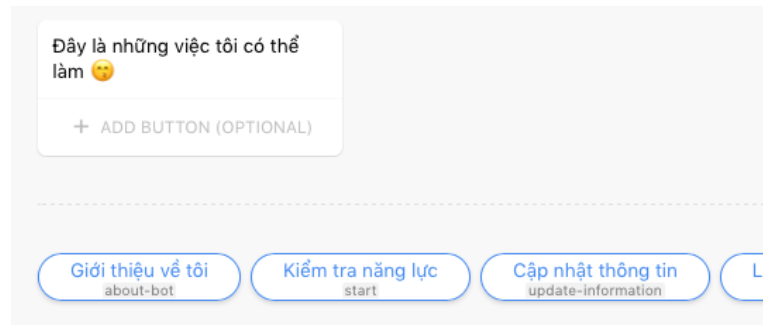 Đây là những việc tôi có thể
làm 😙
+ ADD BUTTON (OPTIONAL)
Giới thiệu về tôi
about-bot
Kiểm tra năng lực
start
Cập nhật thông tin
update-information
L